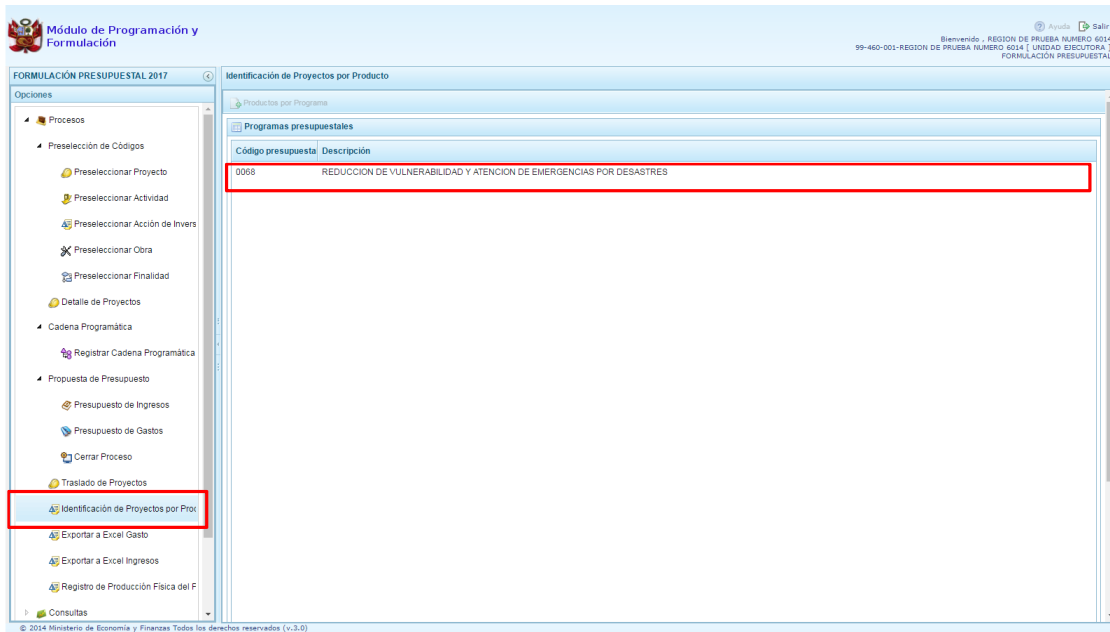 Módulo de Programación y
Formulación
Ayuda Salir
Bienvenido , REGION DE PRUEBA NUMERO 6014
99-460-001-REGION DE PRUEBA NUMERO 6014 [ UNIDAD EJECUTORA ]
FORMULACIÓN PRESUPUESTAL
FORMULACIÓN PRESUPUESTAL 2017
Opciones
Procesos
Preselección de Códigos
Preseleccionar Proyecto
Preseleccionar Actividad
Preseleccionar Acción de Invers
Preseleccionar Obra
Preseleccionar Finalidad
Detalle de Proyectos
Cadena Programática
Registrar Cadena Programática
Propuesta de Presupuesto
Presupuesto de Ingresos
Presupuesto de Gastos
Cerrar Proceso
Traslado de Proyectos
Identificación de Proyectos por Proc
Exportar a Excel Gasto
Exportar a Excel Ingresos
Registro de Producción Física del F
Consultas
Identificación de Proyectos por Producto
Productos por Programa
Programas presupuestales
Código presupuesta Descripción
0068 REDUCCION DE VULNERABILIDAD Y ATENCION DE EMERGENCIAS POR DESASTRES
© 2014 Ministerio de Economía y Finanzas Todos los derechos reservados (v.3.0)